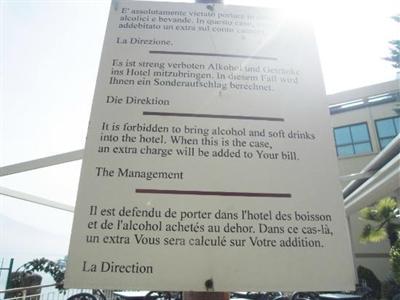 E' assolutamente vietato portare in
alcolici e bevande. In questo caso
addebitato un extra sul conto
La Direzione.
Es ist streng verboten Alkohol und Getränke
ins Hotel mitzubringen. In diesem Fall wird
Ihnen ein Sonderaufschlag berechnet.
Die Direktion
It is forbidden to bring alcohol and soft drinks
into the hotel. When this is the case,
an extra charge will be added to Your bill.
The Management
Il est defendu de porter dans l'hotel des boisson
et de l'alcohol achetés au dehor. Dans ce cas-là,
un extra Vous sera calculé sur Votre addition.
La Direction